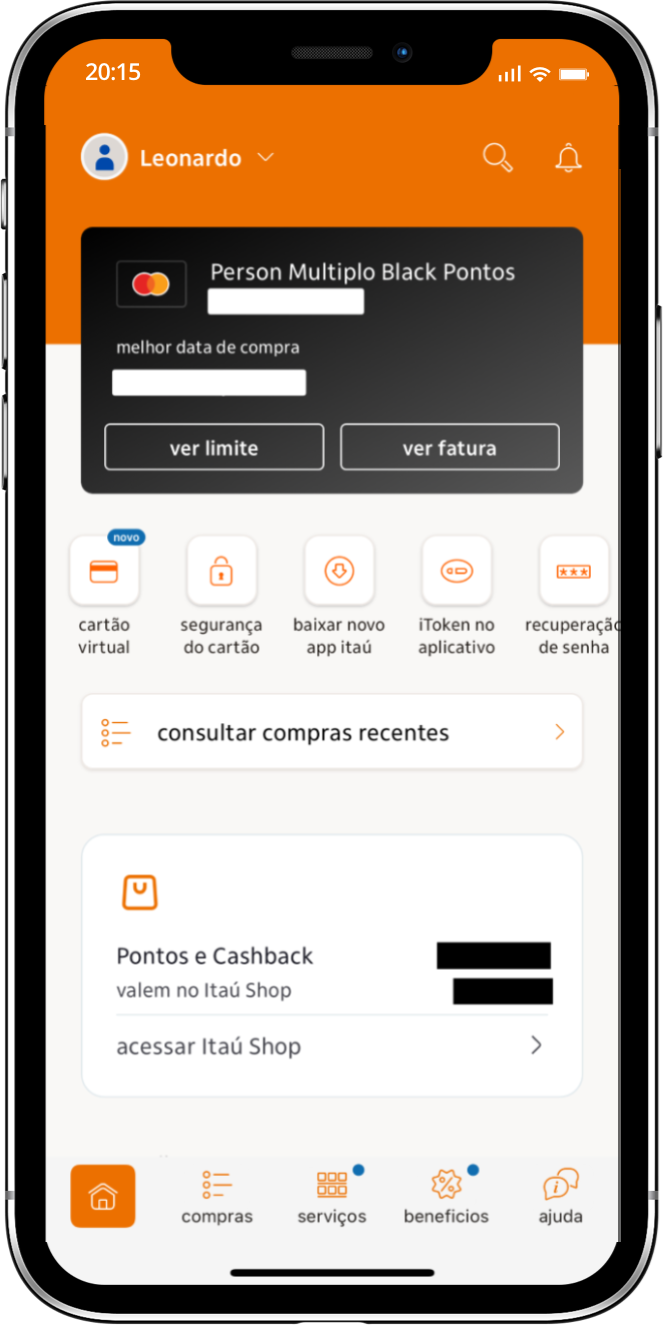 20:15
Leonardo
Person Multiplo Black Pontos
melhor data de compra
ver limite
ver fatura
novo
cartão
virtual
segurança
do cartão
baixar novo
app itaú
iToken no
aplicativo
recuperação
de senha
consultar compras recentes
Pontos e Cashback
valem no Itaú Shop
acessar Itaú Shop
compras
serviços
beneficios
ajuda